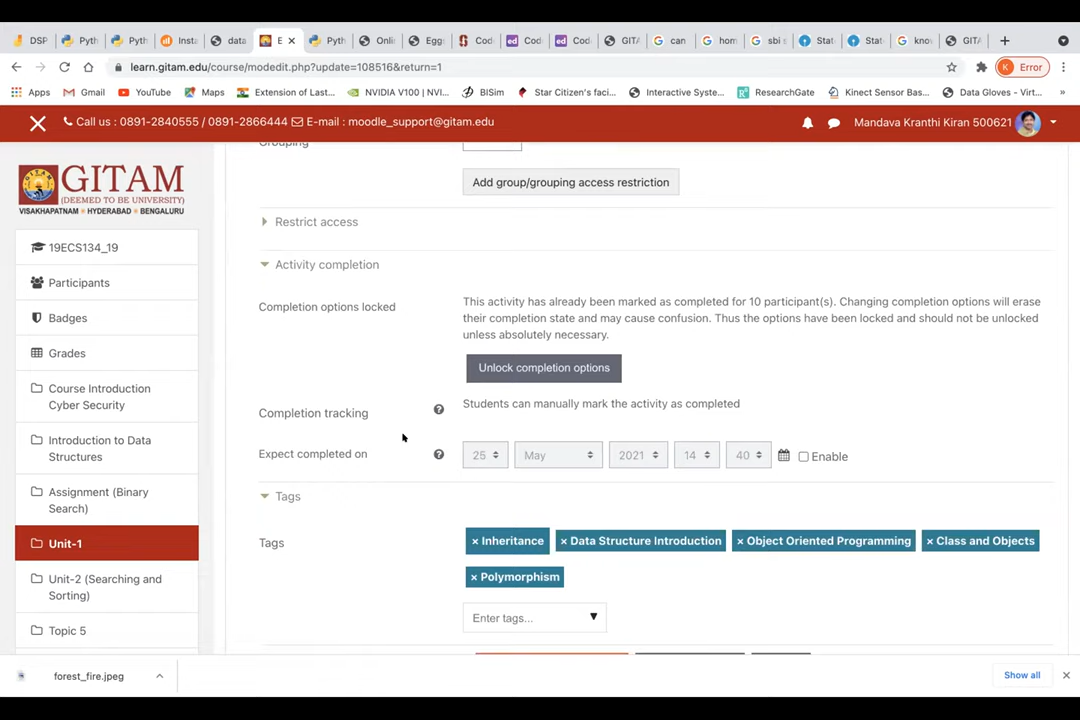 DSP
Pyth
Pyth
Insta
data
E
Pyth
Onli
Egg
Cod
Cod
Cod
GITA
can
hom
sbi s
Stat
Stat
know
GITA
learn.gitam.edu/course/modedit.php?update=108516&return=1
K Error
Apps
Gmail
YouTube
Maps
Extension of Last...
NVIDIA V100 | NVI...
BISim
Star Citizen's faci...
Interactive Syste...
ResearchGate
Kinect Sensor Bas...
Data Gloves - Virt...
»
Call us : 0891-2840555 / 0891-2866444 E-mail : moodle_support@gitam.edu
Mandava Kranthi Kiran 500621
GITAM
(DEEMED TO BE UNIVERSITY)
VISAKHAPATNAM HYDERABAD BENGALURU
19ECS134_19
Participants
Badges
Grades
Course Introduction
Cyber Security
Introduction to Data
Structures
Assignment (Binary
Search)
Unit-1
Unit-2 (Searching and
Sorting)
Topic 5
Grouping
Add group/grouping access restriction
Restrict access
Activity completion
Completion options locked
This activity has already been marked as completed for 10 participant(s). Changing completion options will erase
their completion state and may cause confusion. Thus the options have been locked and should not be unlocked
unless absolutely necessary.
Unlock completion options
Completion tracking
Students can manually mark the activity as completed
Expect completed on
25 May 2021 14 40 Enable
Tags
Tags
× Inheritance × Data Structure Introduction × Object Oriented Programming × Class and Objects
× Polymorphism
Enter tags...
forest_fire.jpeg
Show all